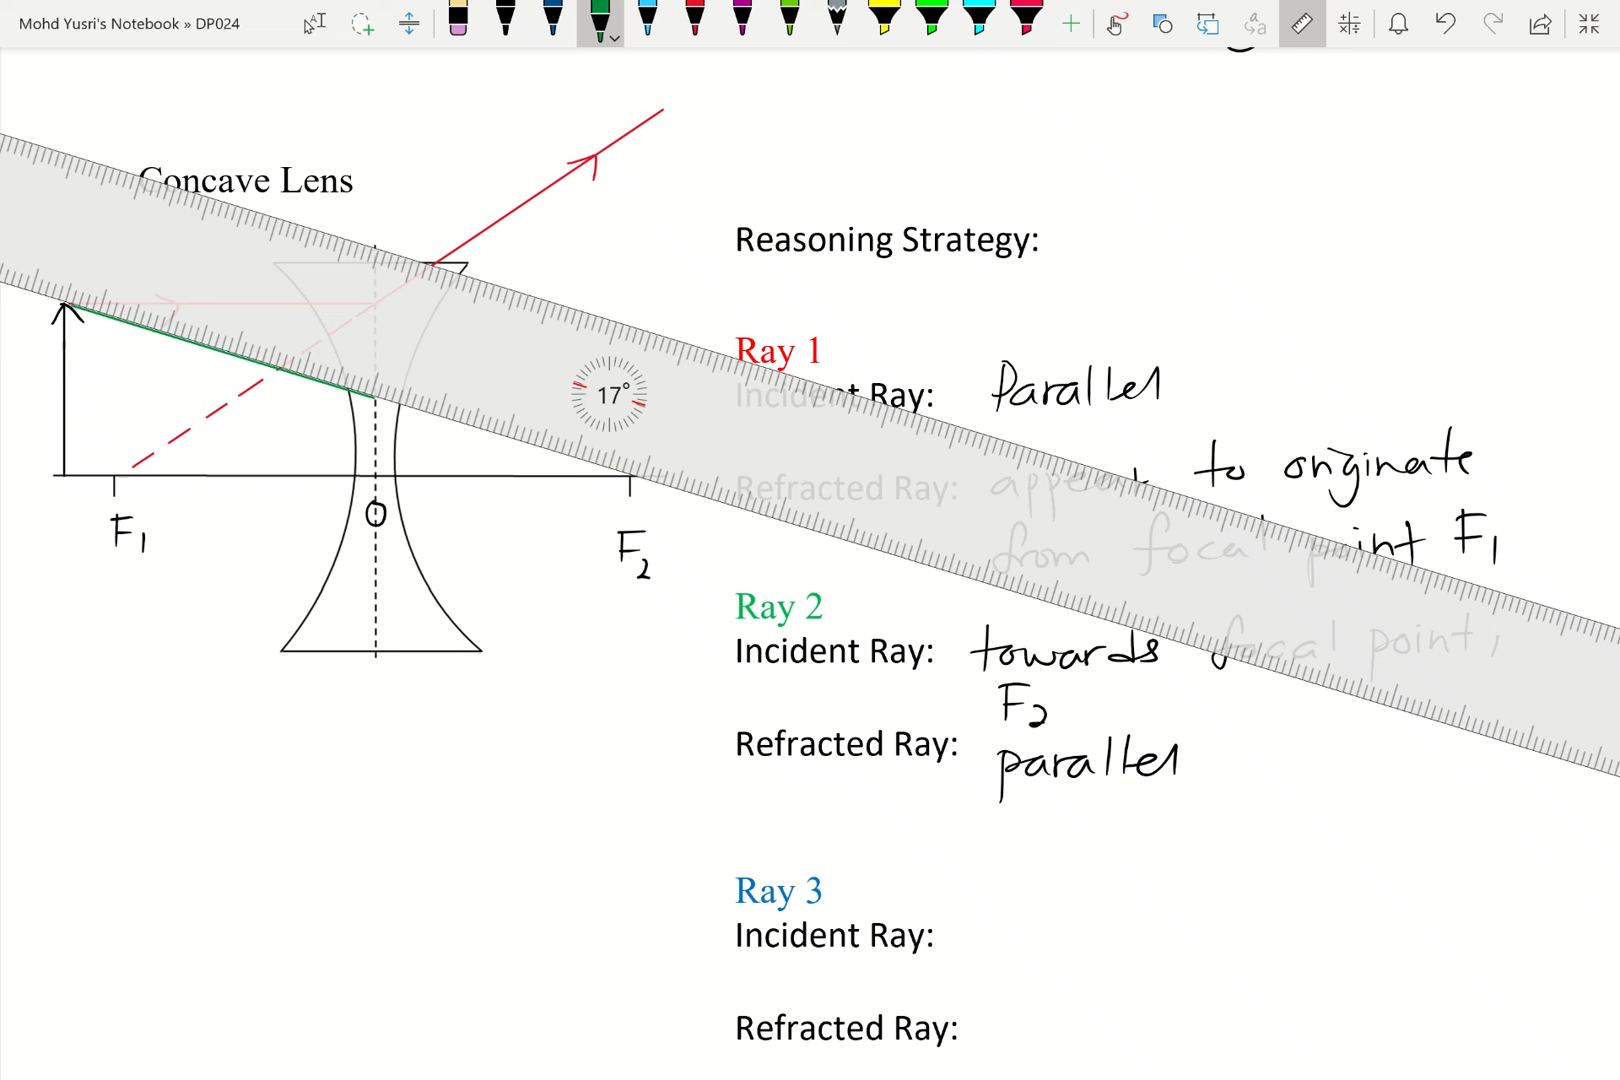 Mohd Yusri's Notebook » DP024
Concave Lens
Reasoning Strategy:
Ray 1
Incident Ray: Parallel
Refracted Ray: appear to originate
from focal point F₁
17°
F₁
O
F₂
Ray 2
Incident Ray: towards focal point,
F₂
Refracted Ray: parallel
Ray 3
Incident Ray:
Refracted Ray: